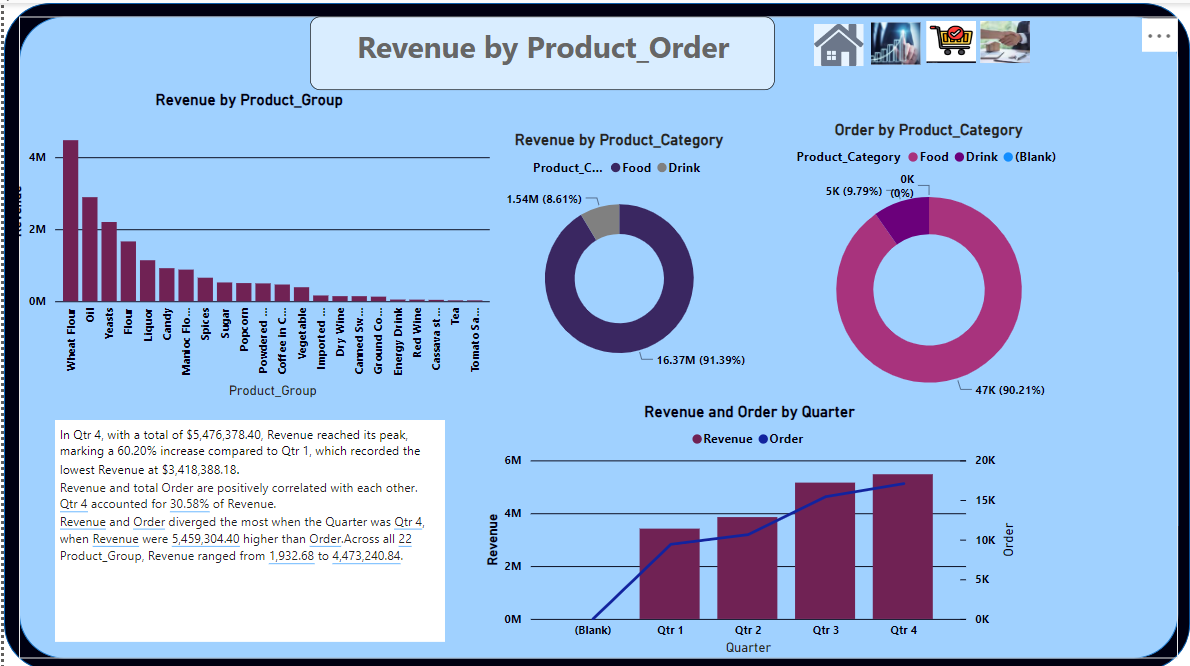 Revenue by Product_Order
Revenue by Product_Group
4M
2M
0M
Wheat Flour
Oil
Yeasts
Flour
Liquor
Candy
Manioc Flo...
Spices
Sugar
Popcorn
Powdered ...
Coffee in C...
Vegetable
Imported ...
Dry Wine
Canned Sw...
Ground Co...
Energy Drink
Red Wine
Cassava st...
Tea
Tomato Sa...
Product_Group
Revenue by Product_Category
Product_C... Food Drink
1.54M (8.61%)
16.37M (91.39%)
Order by Product_Category
Product_Category Food Drink (Blank)
0K
(0%)
5K (9.79%)
47K (90.21%)
In Qtr 4, with a total of $5,476,378.40, Revenue reached its peak,
marking a 60.20% increase compared to Qtr 1, which recorded the
lowest Revenue at $3,418,388.18.
Revenue and total Order are positively correlated with each other.
Qtr 4 accounted for 30.58% of Revenue.
Revenue and Order diverged the most when the Quarter was Qtr 4,
when Revenue were 5,459,304.40 higher than Order.Across all 22
Product_Group, Revenue ranged from 1,932.68 to 4,473,240.84.
Revenue and Order by Quarter
Revenue Order
6M
4M
2M
0M
Revenue
20K
15K
10K
5K
0K
Order
(Blank) Qtr 1 Qtr 2 Qtr 3 Qtr 4
Quarter